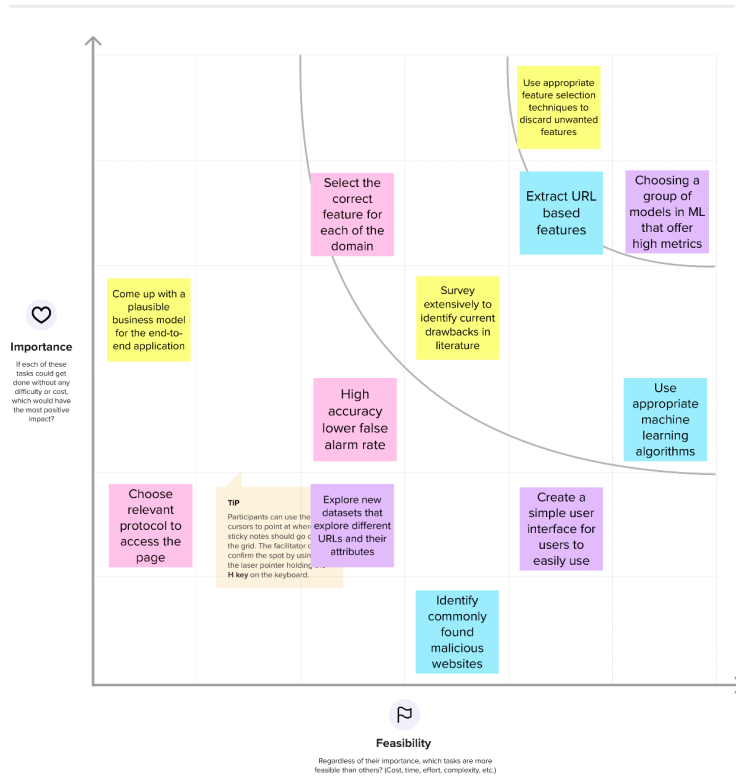 Use appropriate
feature selection
techniques to
discard unwanted
features
Select the
correct
feature for
each of the
domain
Extract URL
based
features
Choosing a
group of
models in ML
that offer
high metrics
Come up with a
plausible
business model
for the end-to-
end application
Survey
extensively to
identify current
drawbacks in
literature
Importance
If each of these
tasks could get
done without any
difficulty or cost,
which would have
the most positive
impact?
High
accuracy
lower false
alarm rate
Use
appropriate
machine
learning
algorithms
Choose
relevant
protocol to
access the
page
TIP
Participants can use the
cursors to point at where
sticky notes should go
the grid. The facilitator
confirm the spot by using
the laser pointer holding
H key on the keyboard.
Explore new
datasets that
explore different
URLs and their
attributes
Create a
simple user
interface for
users to
easily use
Identify
commonly
found
malicious
websites
Feasibility
Regardless of their importance, which tasks are more
feasible than others? (Cost, time, effort, complexity, etc.)